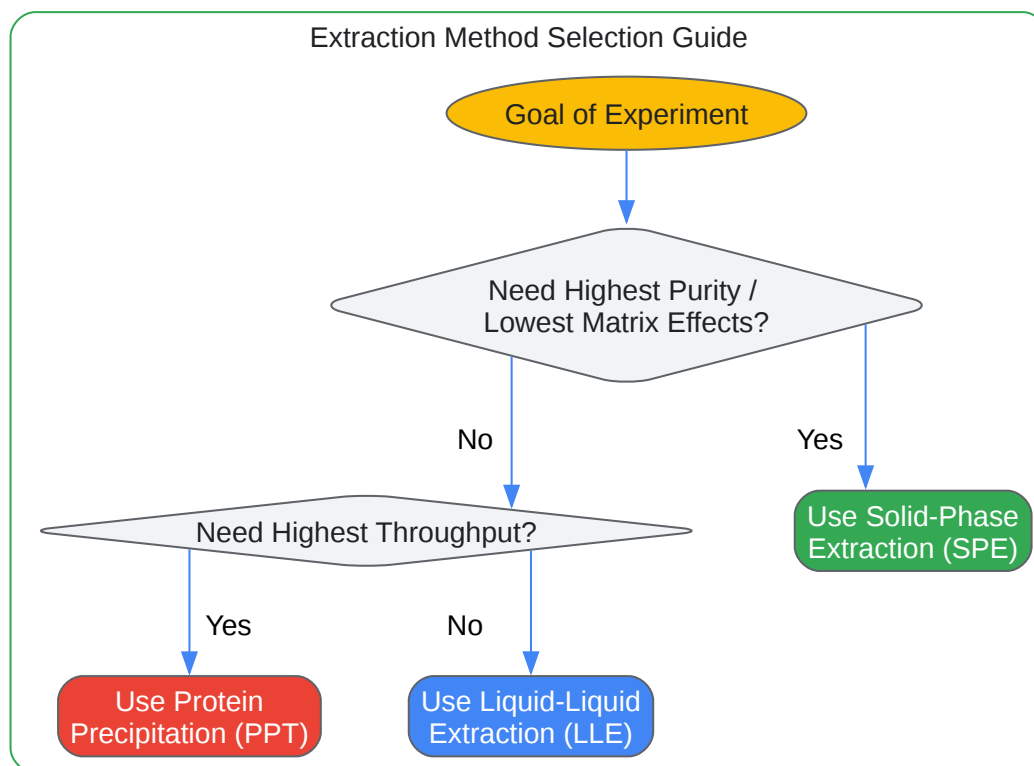 Extraction Method Selection Guide
Goal of Experiment
Need Highest Purity /
Lowest Matrix Effects?
No
Yes
Need Highest Throughput?
Use Solid-Phase
Extraction (SPE)
Yes
No
Use Protein
Precipitation (PPT)
Use Liquid-Liquid
Extraction (LLE)